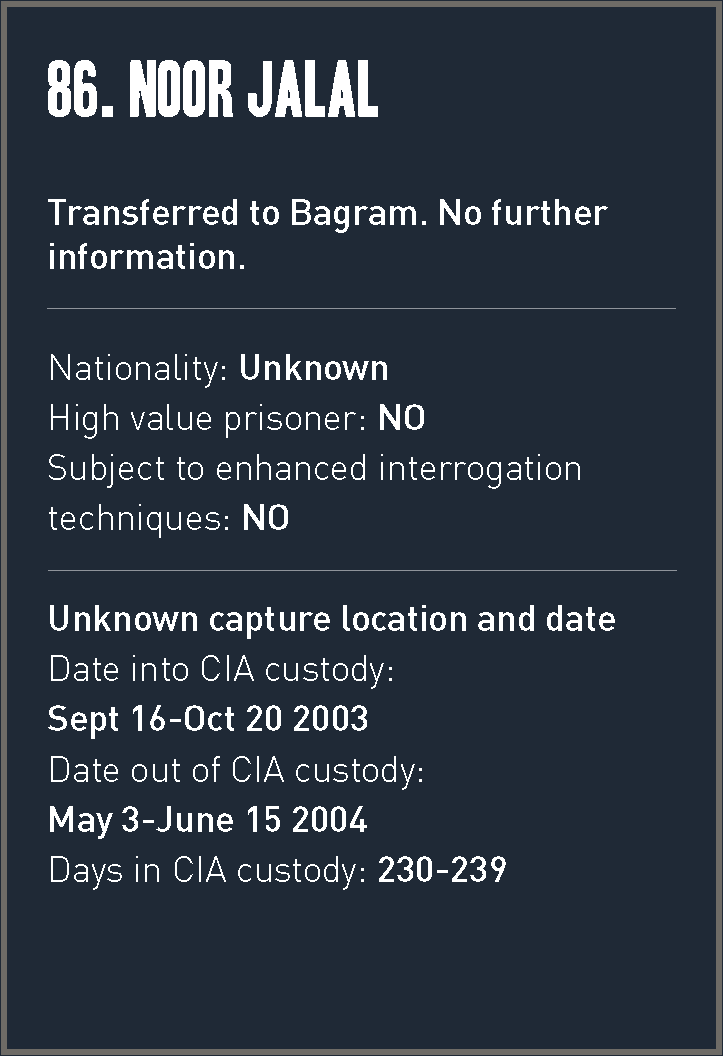 86. NOOR JALAL
Transferred to Bagram. No further
information.
Nationality: Unknown
High value prisoner: NO
Subject to enhanced interrogation
techniques: NO
Unknown capture location and date
Date into CIA custody:
Sept 16-Oct 20 2003
Date out of CIA custody:
May 3-June 15 2004
Days in CIA custody: 230-239